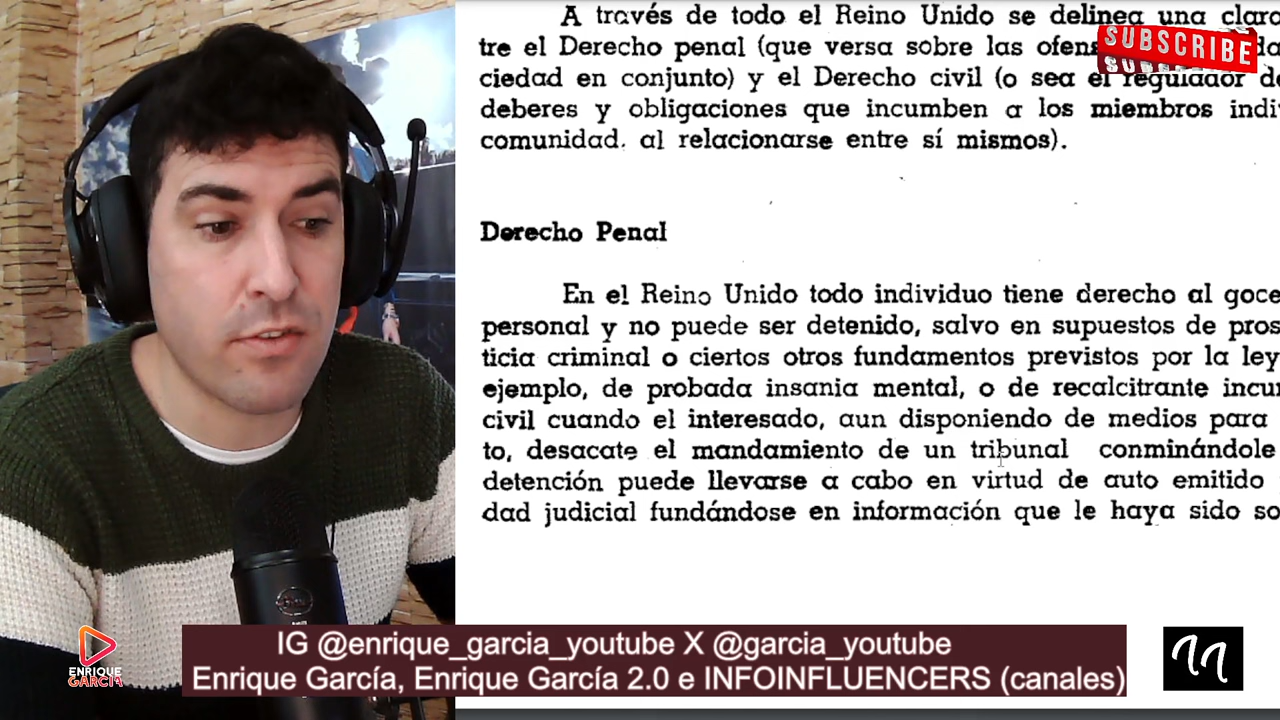 A través de todo el Reino Unido se delinea una clara
tre el Derecho penal (que versa sobre las
ciedad en conjunto) y el Derecho civil (o sea el regulador
deberes y obligaciones que incumben a los miembros
comunidad. al relacionarse entre sí mismos).
SUBSCRIBE
Derecho Penal
En el Reino Unido todo individuo tiene derecho al goce
personal y no puede ser detenido, salvo en supuestos de
ticia criminal o ciertos otros fundamentos previstos por la ley
ejemplo, de probada insania mental, o de recalcitrante
civil cuando el interesado, aun disponiendo de medios para
to, desacate el mandamiento de un tribunal conminándole
detención puede llevarse a cabo en virtud de auto emitido
dad judicial fundándose en información que le haya sido
IG @enrique_garcia_youtube X @garcia_youtube
Enrique García, Enrique García 2.0 e INFOINFLUENCERS (canales)
ENRIQUE
GARCÍA